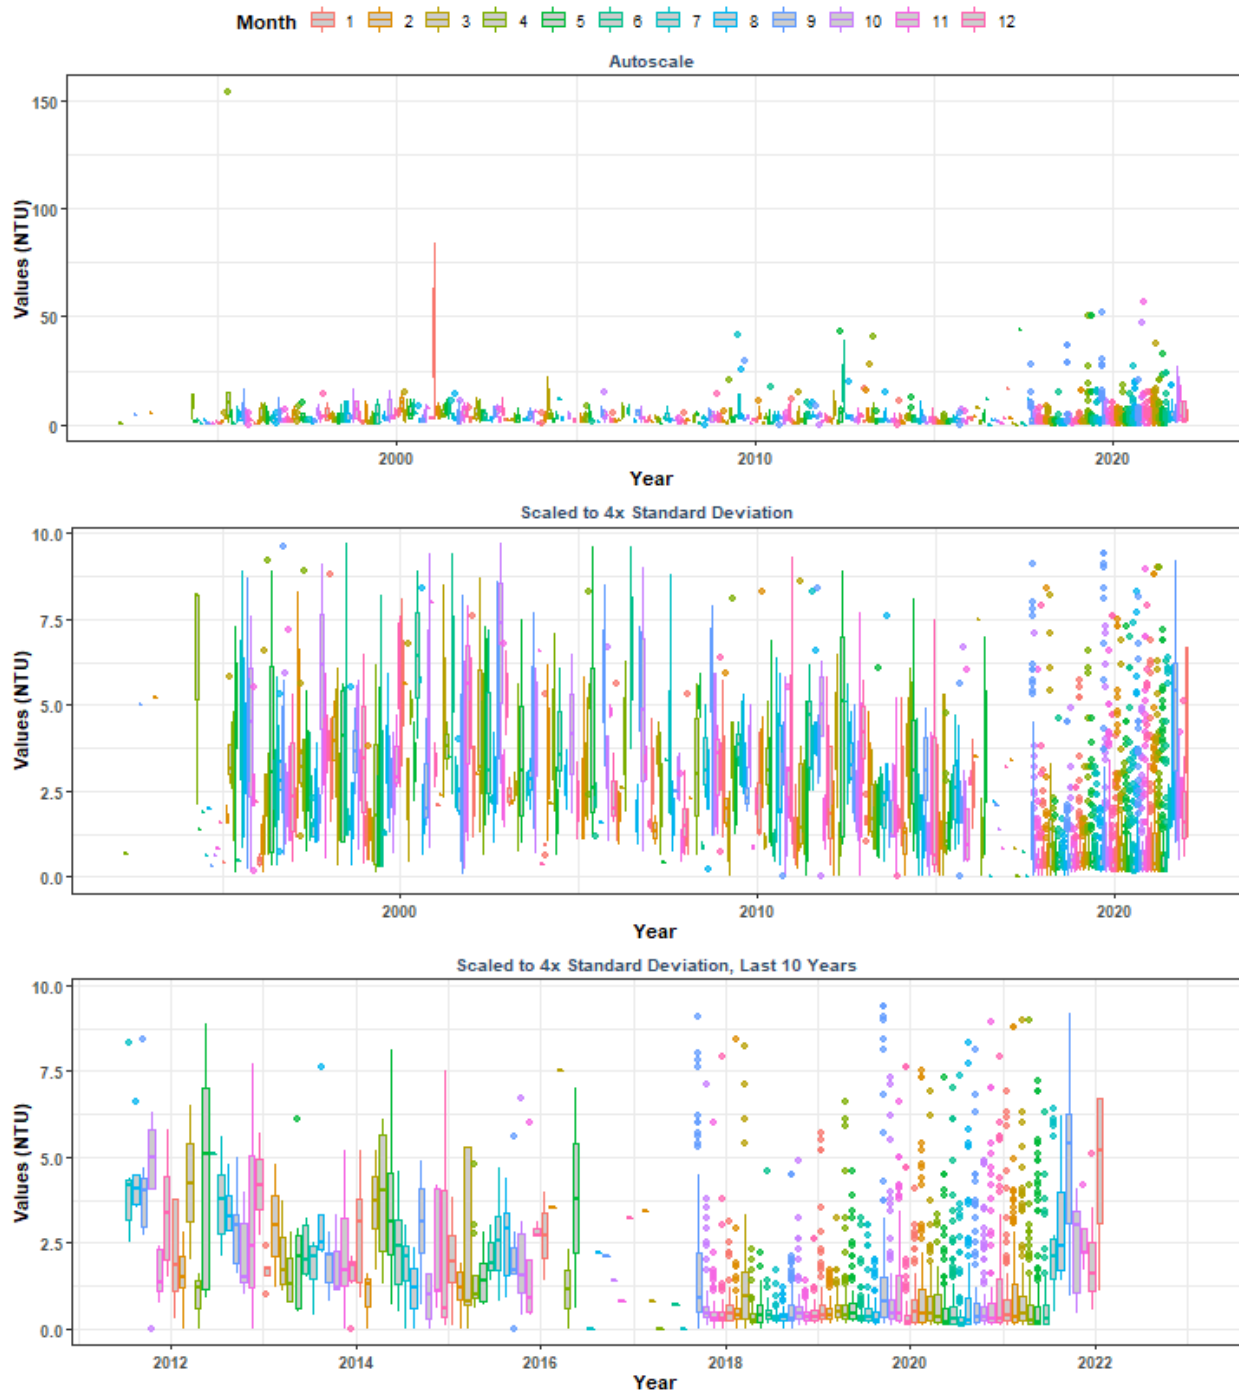 Month 1 2 3 4 5 6 7 8 9 10 11 12
Autoscale
Values (NTU)
150
100
50
0
2000 2010 2020
Year
Scaled to 4x Standard Deviation
Values (NTU)
10.0
7.5
5.0
2.5
0.0
2000 2010 2020
Year
Scaled to 4x Standard Deviation, Last 10 Years
Values (NTU)
10.0
7.5
5.0
2.5
0.0
2012 2014 2016 2018 2020 2022
Year